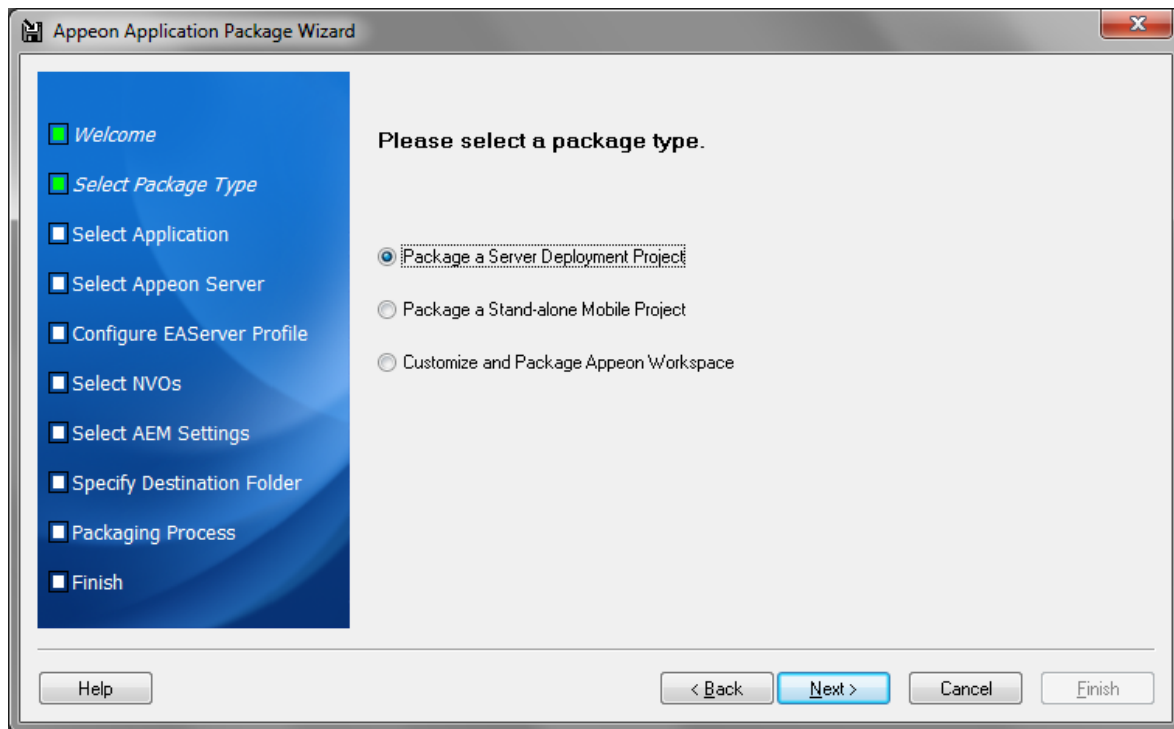 Appeon Application Package Wizard
Welcome
Select Package Type
Select Application
Select Appeon Server
Configure EAServer Profile
Select NVOs
Select AEM Settings
Specify Destination Folder
Packaging Process
Finish
Please select a package type.
Package a Server Deployment Project
Package a Stand-alone Mobile Project
Customize and Package Appeon Workspace
Help
< Back
Next >
Cancel
Finish